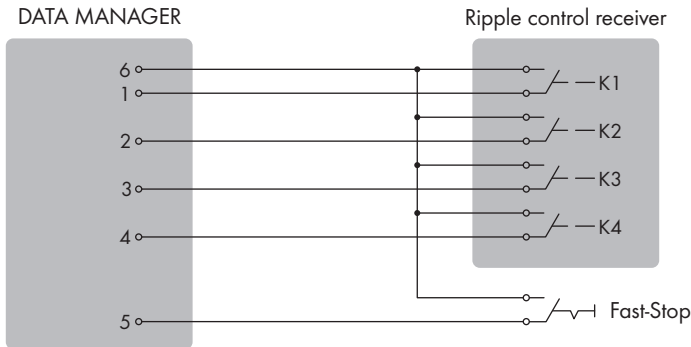 DATA MANAGER
Ripple control receiver
6
1
K1
2
K2
3
K3
4
K4
5
Fast-Stop